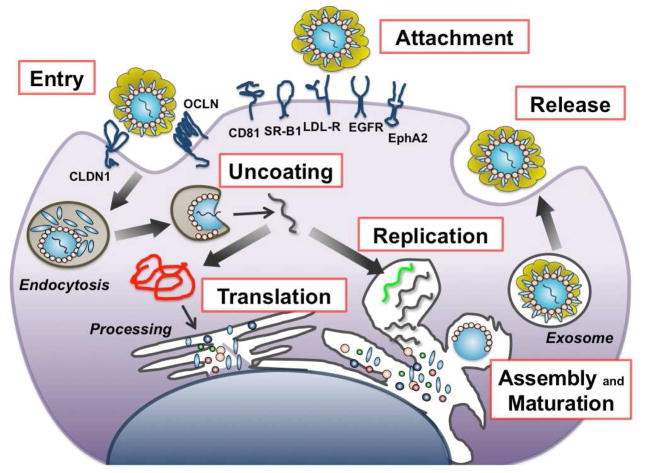 Attachment
Entry
OCLN
Release
CD81 SR-B1 LDL-R EGFR EphA2
CLDN1
Uncoating
Replication
Endocytosis
Translation
Processing
Exosome
Assembly and
Maturation